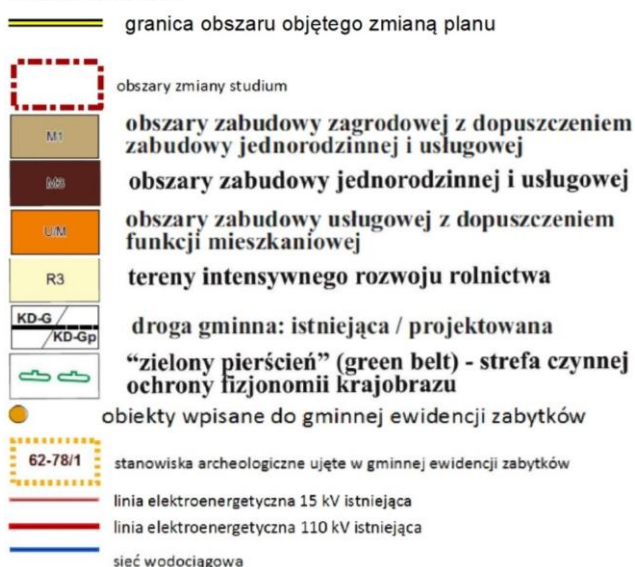 granica obszaru objętego zmianą planu
obszary zmiany studium
M1
obszary zabudowy zagrodowej z dopuszczeniem
zabudowy jednorodzinnej i usługowej
M3
obszary zabudowy jednorodzinnej i usługowej
U/M
obszary zabudowy usługowej z dopuszczeniem
funkcji mieszkaniowej
R3
tereny intensywnego rozwoju rolnictwa
KD-G
/KD-Gp
droga gminna: istniejąca / projektowana
“zielony pierścień” (green belt) - strefa czynnej
ochrony fizjonomii krajobrazu
obiekty wpisane do gminnej ewidencji zabytków
62-78/1
stanowiska archeologiczne ujęte w gminnej ewidencji zabytków
linia elektroenergetyczna 15 kV istniejąca
linia elektroenergetyczna 110 kV istniejąca
sieć wodociągowa